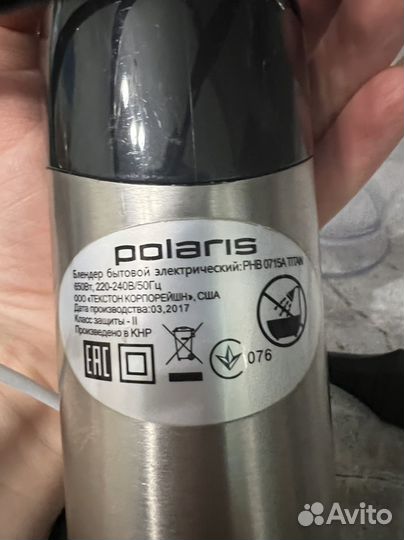 polaris
Блендер бытовой электрический: PHB 0715A TITAN
650Вт, 220-240В/50Гц
ООО «ТЕКСТОН КОРПОРЕЙШН», США
Дата производства:03,2017
Класс защиты - II
Произведено в КНР
EAC
076
Avito